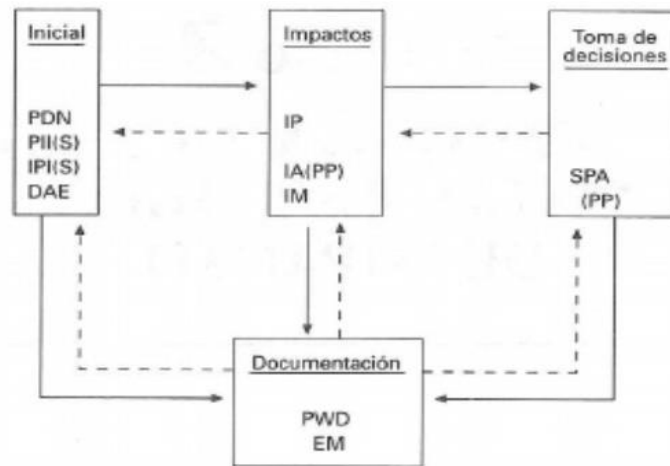 Inicial
PDN
PII(S)
IPI(S)
DAE
Impactos
IP
IA(PP)
IM
Toma de
decisiones
SPA
(PP)
Documentación
PWD
EM